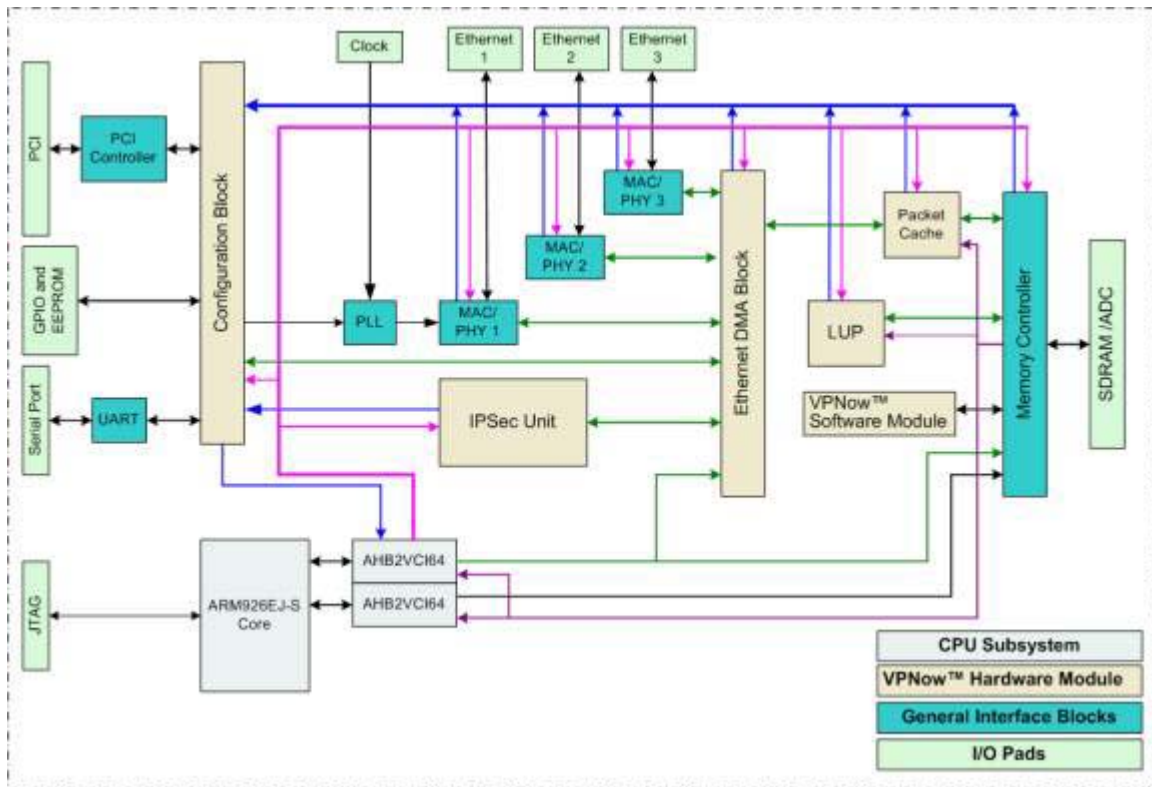 Clock
Ethernet
1
Ethernet
2
Ethernet
3
PCI
PCI
Controller
Configuration Block
MAC/
PHY 3
MAC/
PHY 2
MAC/
PHY 1
PLL
Ethernet DMA Block
Packet
Cache
LUP
Memory Controller
SDRAM /ADC
GPIO and
EEPROM
Serial Port
UART
IPSec Unit
VPNow™
Software Module
JTAG
ARM926EJ-S
Core
AHB2VCI64
AHB2VCI64
CPU Subsystem
VPNow™ Hardware Module
General Interface Blocks
I/O Pads